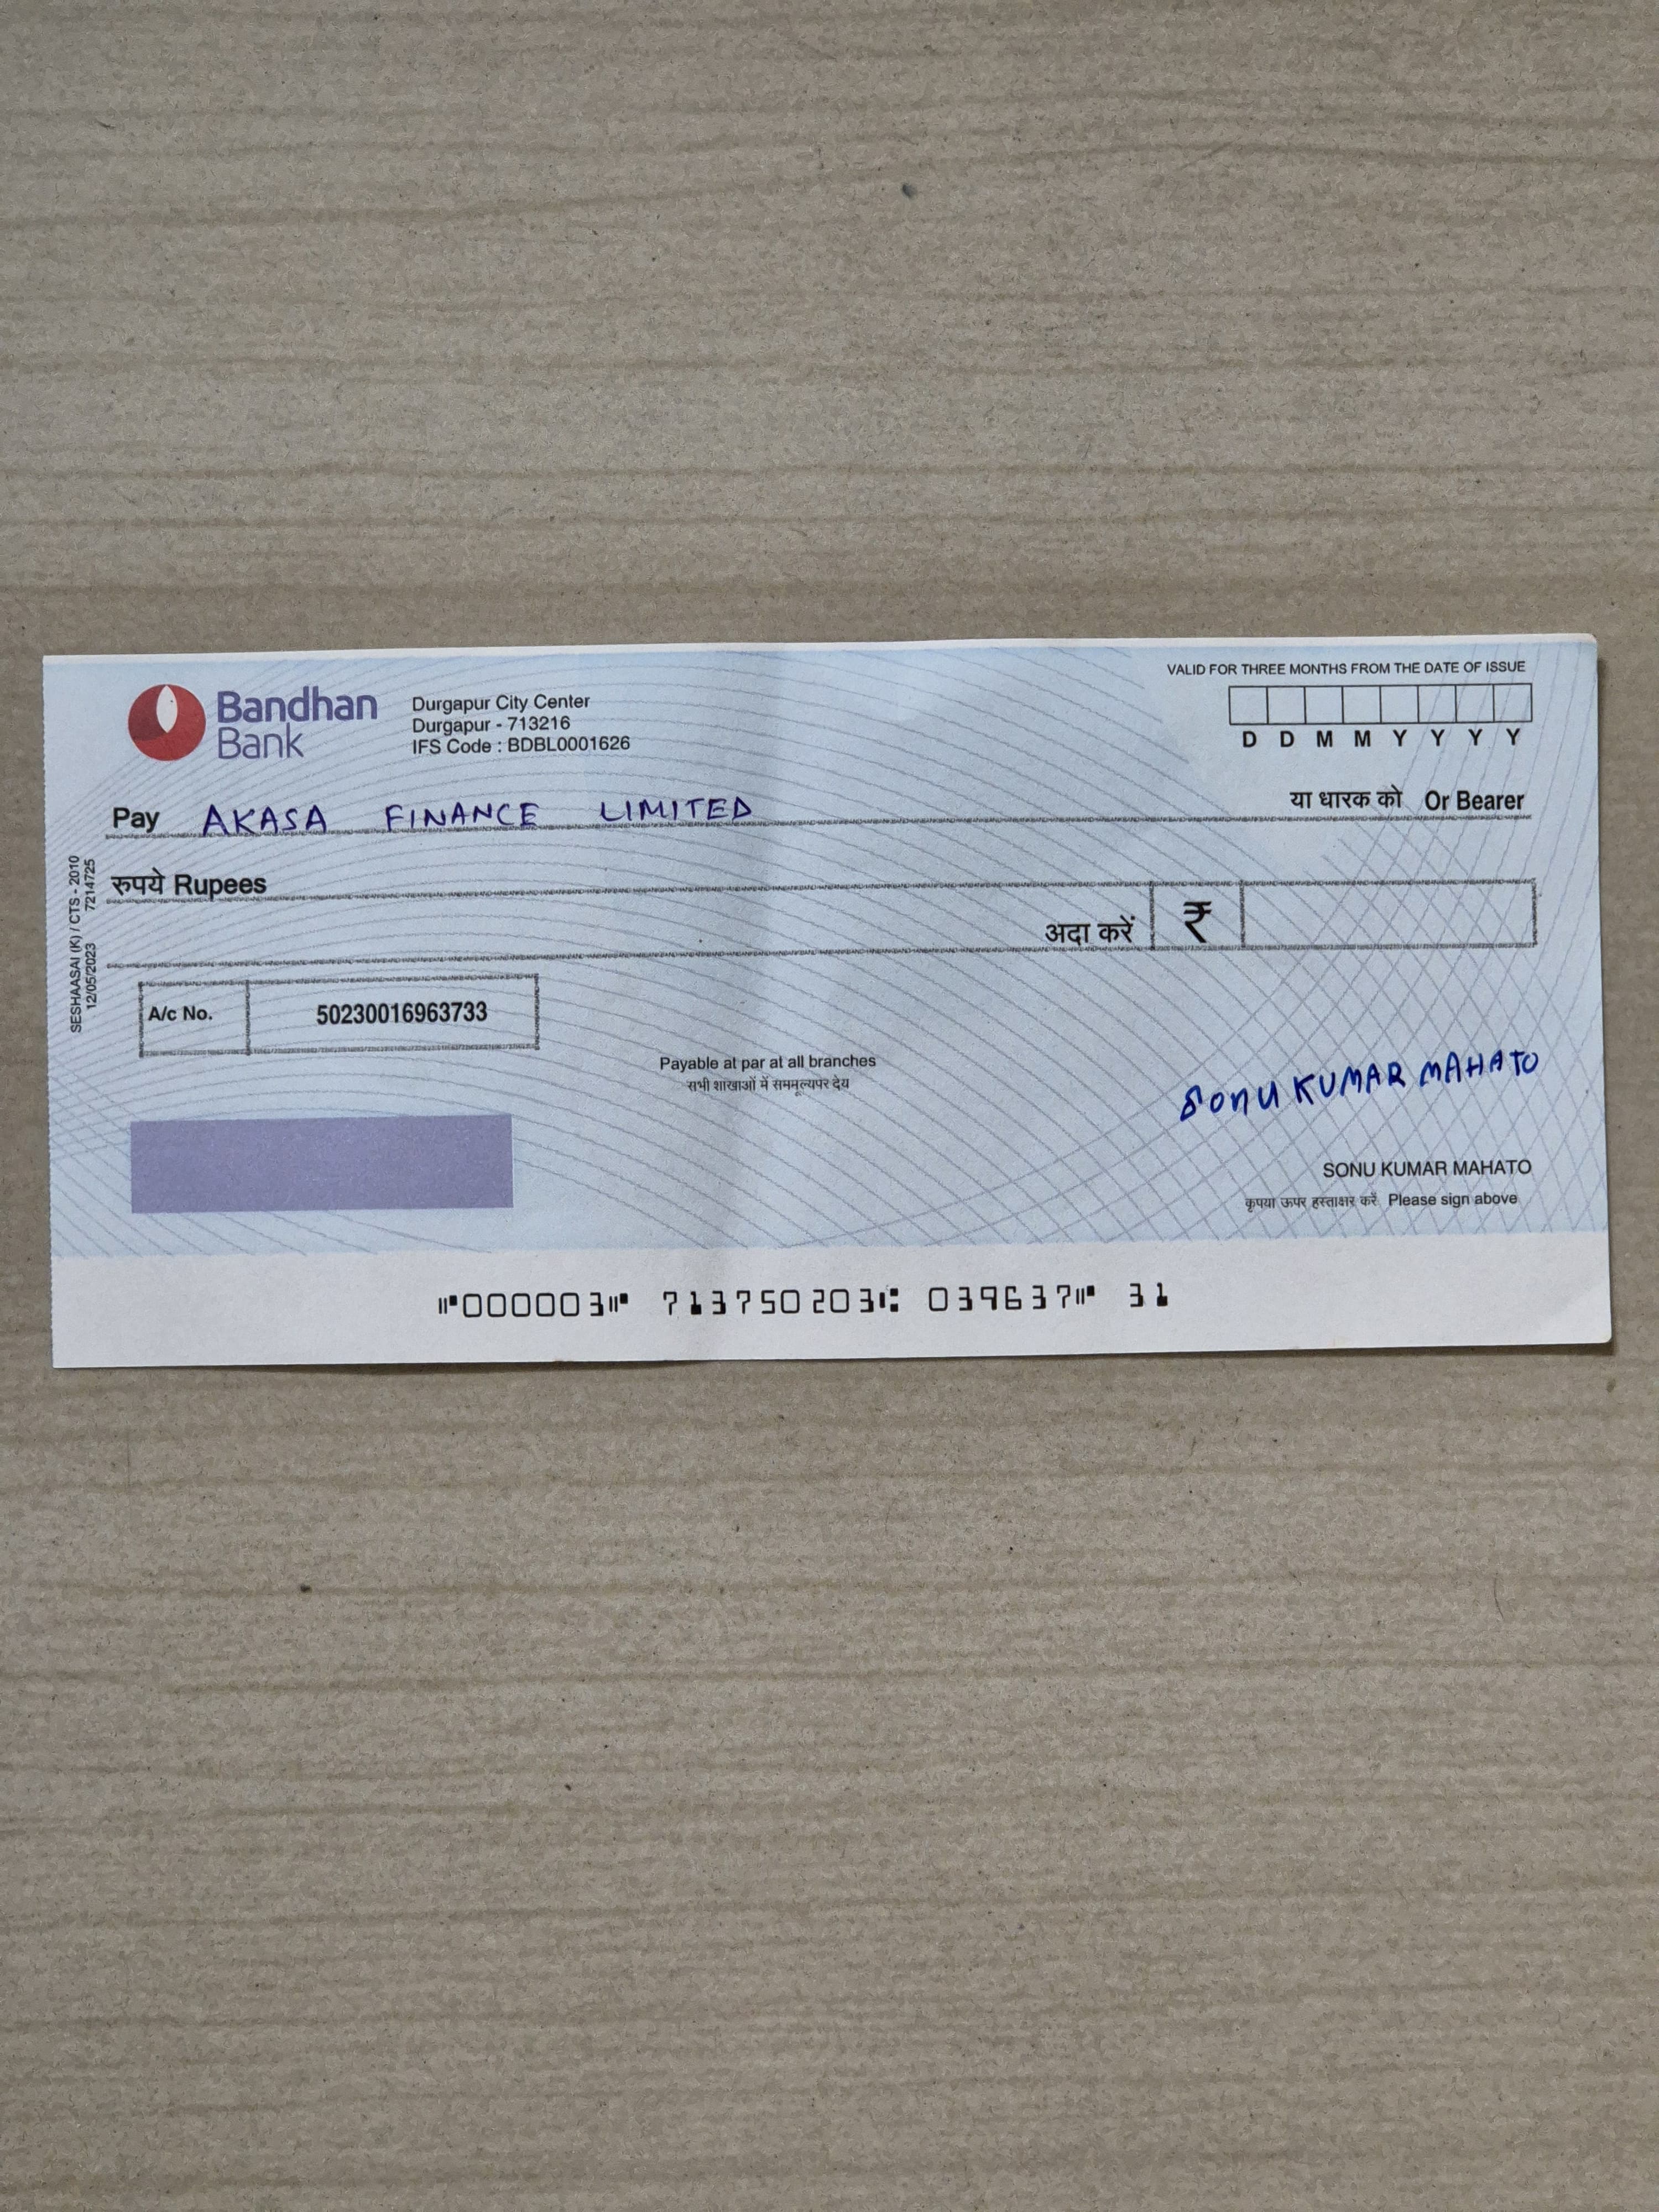 Bandhan
Bank
Durgapur City Center
Durgapur - 713216
IFS Code : BDBL0001626
VALID FOR THREE MONTHS FROM THE DATE OF ISSUE
D D M M Y Y Y Y
Pay AKASA FINANCE LIMITED
या धारक को Or Bearer
रुपये Rupees
अदा करें ₹
SESHAASAI (K) / CTS - 2010
12/05/2023 7214725
A/c No. 50230016963733
Payable at par at all branches
सभी शाखाओं में सममूल्यपर देय
SONU KUMAR MAHATO
SONU KUMAR MAHATO
कृपया ऊपर हस्ताक्षर करें Please sign above
⑈000003⑈ 713750203⑆ 039637⑈ 31